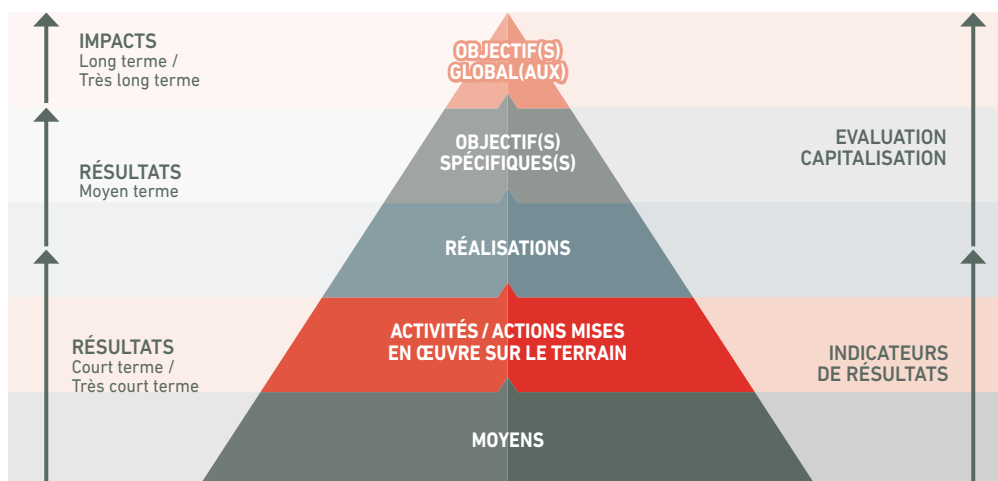 IMPACTS
Long terme /
Très long terme
OBJECTIF(S)
GLOBAL(AUX)
OBJECTIF(S)
SPÉCIFIQUES(S)
EVALUATION
CAPITALISATION
RÉSULTATS
Moyen terme
RÉALISATIONS
ACTIVITÉS / ACTIONS MISES
EN ŒUVRE SUR LE TERRAIN
RÉSULTATS
Court terme /
Très court terme
INDICATEURS
DE RÉSULTATS
MOYENS